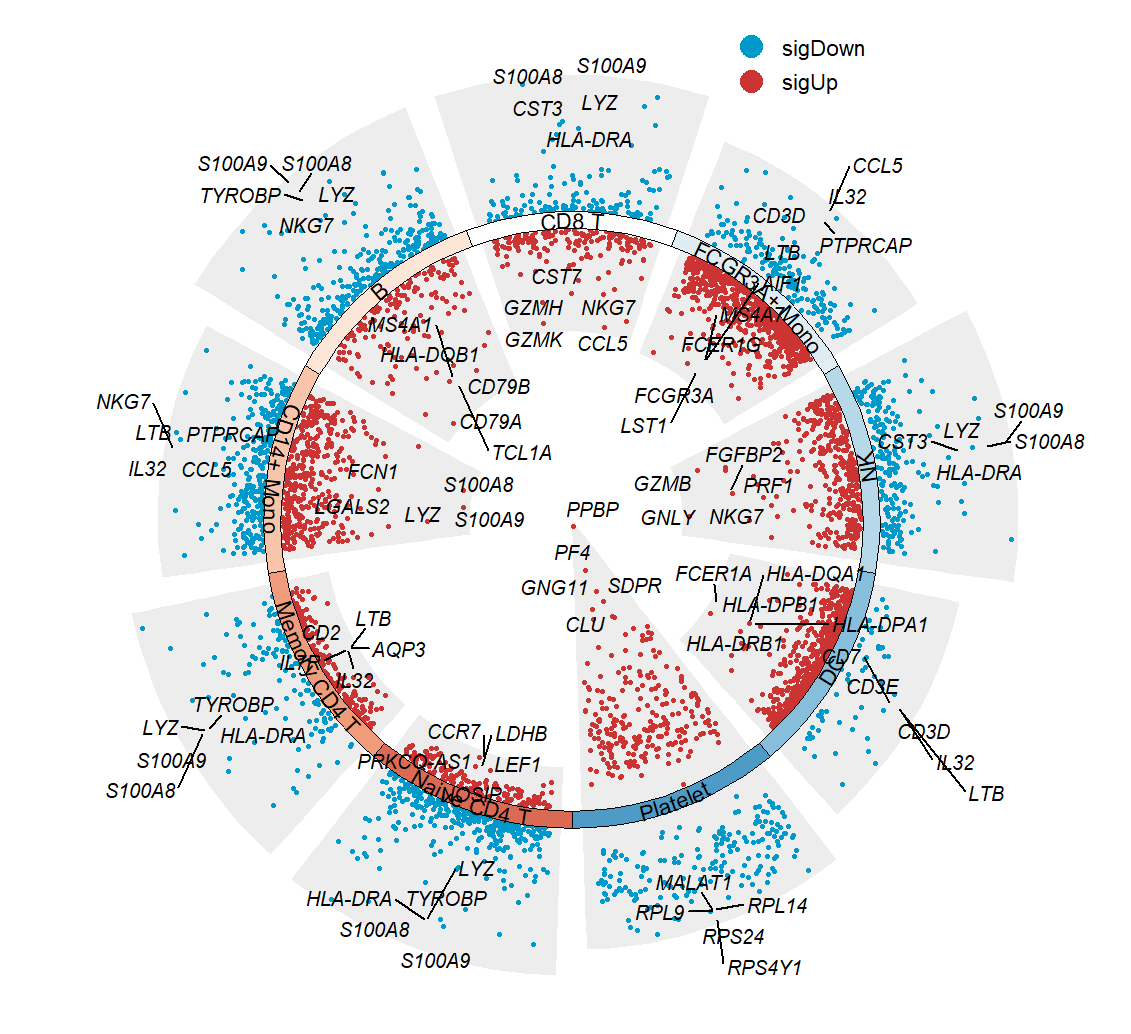 sigDown
sigUp
S100A8
S100A9
CST3
LYZ
HLA-DRA
CD8 T
CST7
GZMH
NKG7
GZMK
CCL5
CCL5
IL32
CD3D
PTPRCAP
LTB
AIF1
FCGR3A+ Mono
MS4A7
FCER1G
FCGR3A
LST1
S100A9
LYZ
S100A8
CST3
HLA-DRA
NK
FGFBP2
GZMB
PRF1
GNLY
NKG7
FCER1A
HLA-DQA1
HLA-DPB1
HLA-DPA1
HLA-DRB1
DC
CD7
CD3E
CD3D
IL32
LTB
PPBP
PF4
GNG11
SDPR
CLU
Platelet
MALAT1
RPL9
RPL14
RPS24
RPS4Y1
CCR7
LDHB
PRKCQ-AS1
LEF1
NOSIP
Naive CD4 T
LYZ
HLA-DRA
TYROBP
S100A8
S100A9
LTB
CD2
AQP3
IL7R
IL32
Memory CD4 T
TYROBP
LYZ
HLA-DRA
S100A9
S100A8
NKG7
LTB
PTPRCAP
IL32
CCL5
CD14+ Mono
FCN1
S100A8
LGALS2
LYZ
S100A9
S100A9
S100A8
TYROBP
LYZ
NKG7
B
MS4A1
HLA-DQB1
CD79B
CD79A
TCL1A